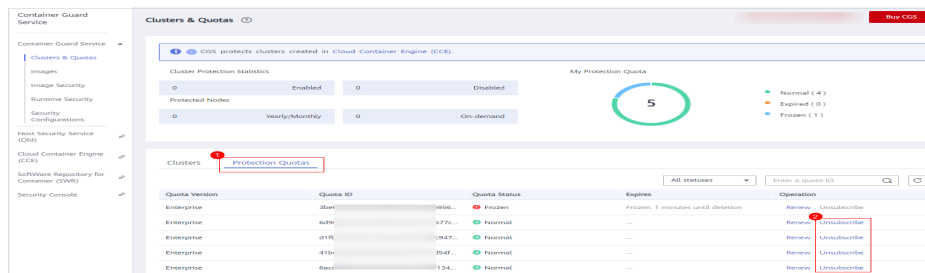 Container Guard
Service
Clusters & Quotas
Buy CGS
Container Guard Service
Clusters & Quotas
Images
Image Security
Runtime Security
Security
Configurations
Host Security Service
(Old)
Cloud Container Engine
(CCE)
SoftWare Repository for
Container (SWR)
Security Console
CGS protects clusters created in Cloud Container Engine (CCE).
Cluster Protection Statistics
0 Enabled 0 Disabled
Protected Nodes
0 Yearly/Monthly 0 On-demand
My Protection Quota
5
Normal ( 4 )
Expired ( 0 )
Frozen ( 1 )
1
Clusters Protection Quotas
All statuses Enter a quota ID.
Quota Version Quota ID Quota Status Expires Operation
Enterprise Frozen Frozen: 1 minutes until deletion Renew Unsubscribe
2
Enterprise Normal -- Renew Unsubscribe
Enterprise Normal -- Renew Unsubscribe
Enterprise Normal -- Renew Unsubscribe
Enterprise Normal -- Renew Unsubscribe